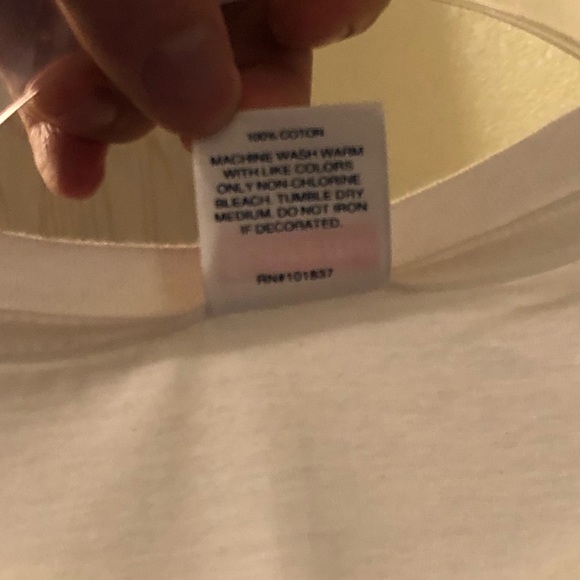 100% COTTON
MACHINE WASH WARM
WITH LIKE COLORS
ONLY NON-CHLORINE
BLEACH. TUMBLE DRY
MEDIUM. DO NOT IRON
IF DECORATED.
RN#101837